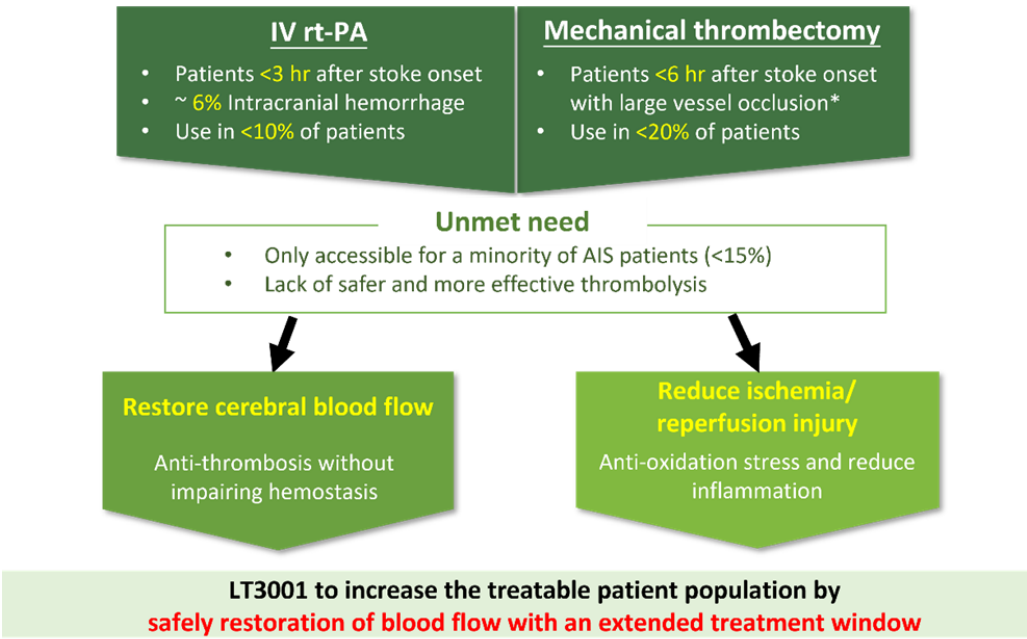 IV rt-PA
• Patients <3 hr after stoke onset
• ~ 6% Intracranial hemorrhage
• Use in <10% of patients
Mechanical thrombectomy
• Patients <6 hr after stoke onset
with large vessel occlusion*
• Use in <20% of patients
Unmet need
• Only accessible for a minority of AIS patients (<15%)
• Lack of safer and more effective thrombolysis
Restore cerebral blood flow
Anti-thrombosis without
impairing hemostasis
Reduce ischemia/
reperfusion injury
Anti-oxidation stress and reduce
inflammation
LT3001 to increase the treatable patient population by
safely restoration of blood flow with an extended treatment window